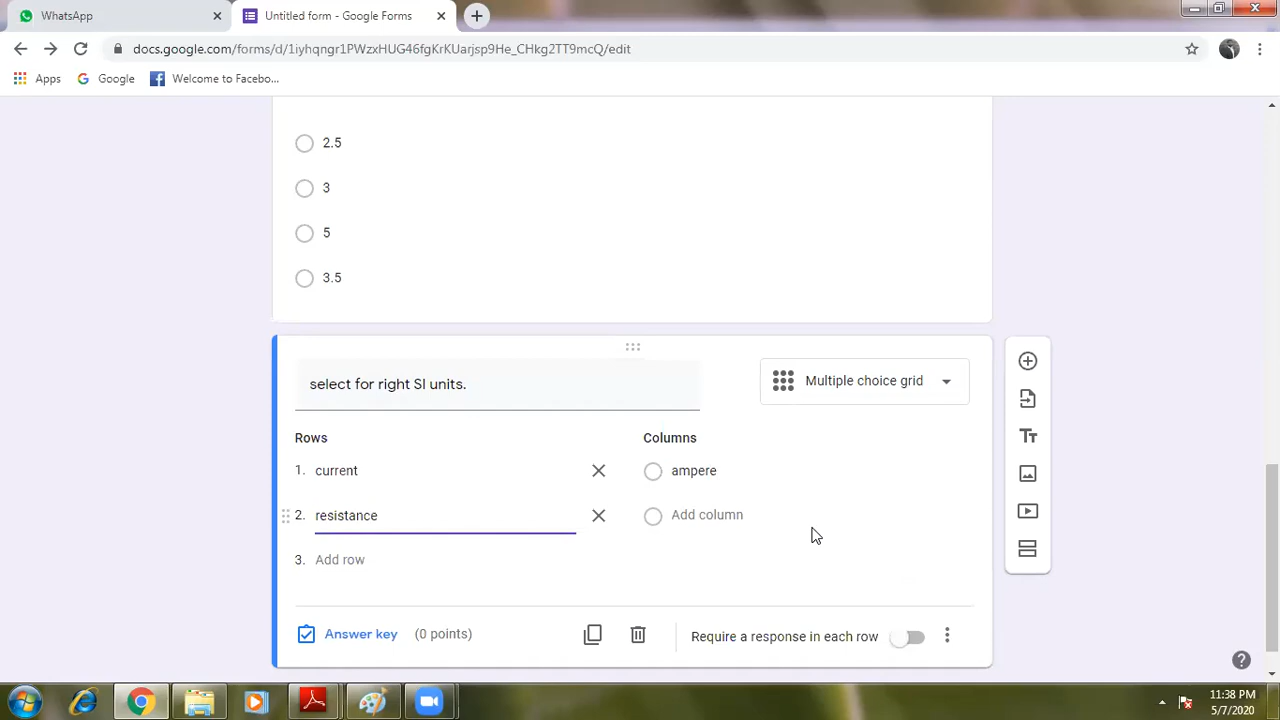 WhatsApp
Untitled form - Google Forms
docs.google.com/forms/d/1iyhqngr1PWzxHUG46fgKrKUarjsp9He_CHkg2TT9mcQ/edit
Apps
Google
Welcome to Facebo...
2.5
3
5
3.5
select for right SI units.
Multiple choice grid
Rows
Columns
1. current
ampere
2. resistance
Add column
3. Add row
Answer key (0 points)
Require a response in each row
11:38 PM
5/7/2020